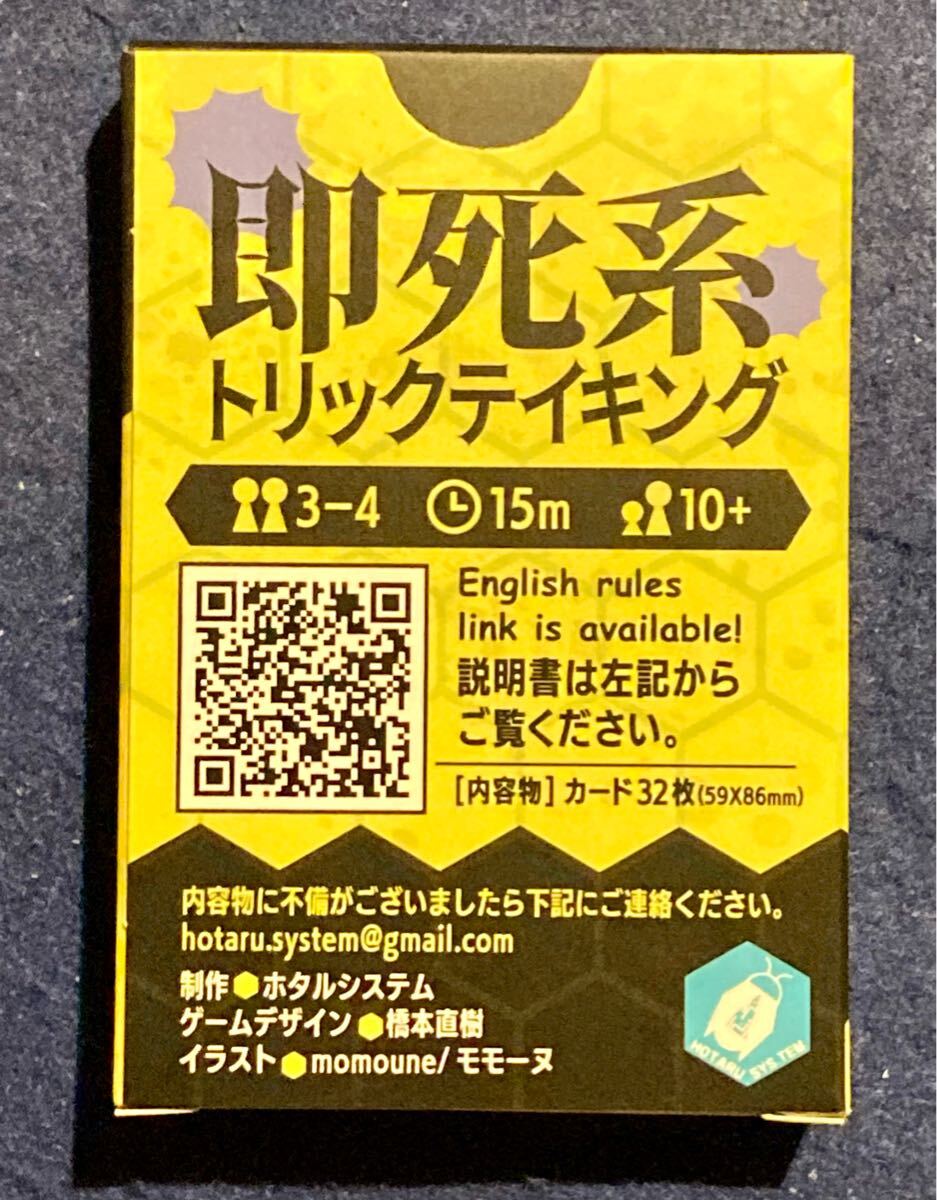 即死系
トリックテイキング
3-4 15m 10+
English rules
link is available!
説明書は左記から
ご覧ください。
[内容物] カード32枚(59X86mm)
内容物に不備がございましたら下記にご連絡ください。
hotaru.system@gmail.com
制作⬢ホタルシステム
ゲームデザイン⬢橋本直樹
イラスト⬢momoune/モモーヌ
HOTARU SYSTEM